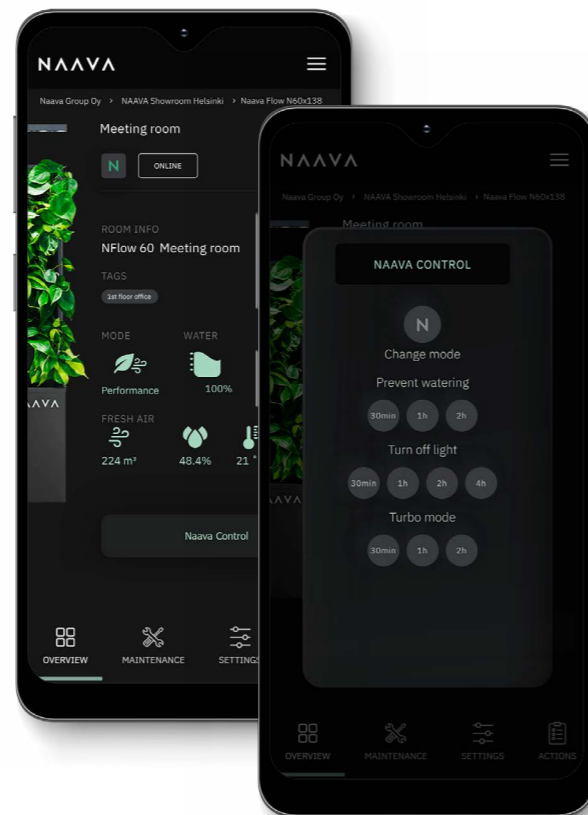 NAAVA
Naava Group Oy > NAAVA Showroom Helsinki > Naava Flow N60x138
Meeting room
N ONLINE
ROOM INFO
NFlow 60 Meeting room
TAGS
1st floor office
MODE WATER
Performance 100%
FRESH AIR
224 m³ 48.4% 21 °
Naava Control
OVERVIEW MAINTENANCE SETTINGS
AAVA
NAAVA
Naava Group Oy > NAAVA Showroom Helsinki > Naava Flow N60x138
Meeting room
NAAVA CONTROL
N
Change mode
Prevent watering
30min 1h 2h
Turn off light
30min 1h 2h 4h
Turbo mode
30min 1h 2h
AAVA
OVERVIEW MAINTENANCE SETTINGS ACTIONS